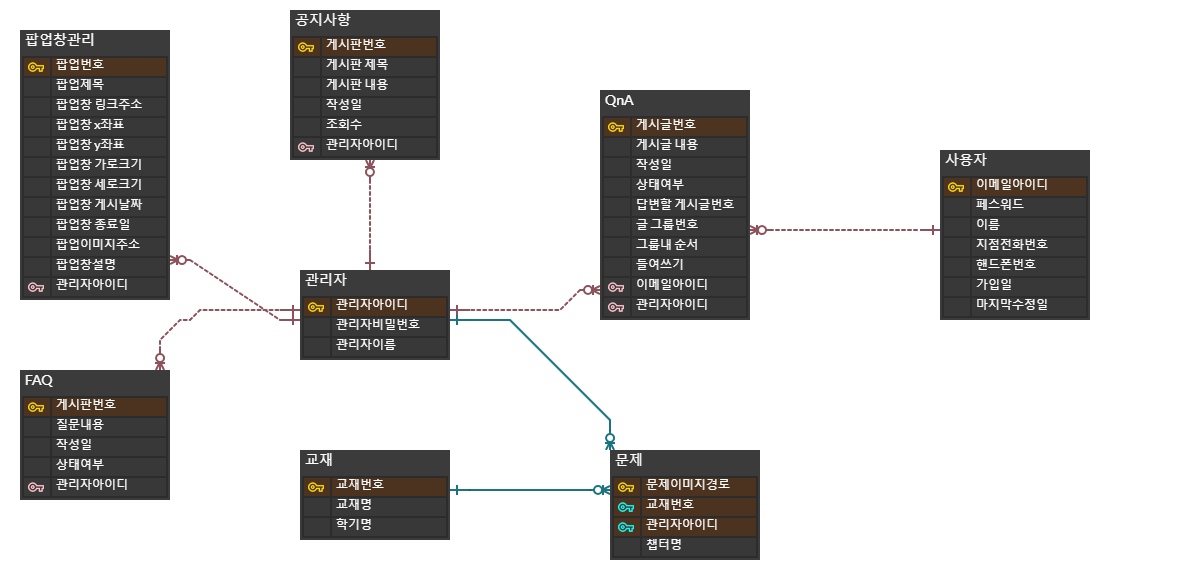 팝업창관리
팝업번호
팝업제목
팝업창 링크주소
팝업창 x좌표
팝업창 y좌표
팝업창 가로크기
팝업창 세로크기
팝업창 게시날짜
팝업창 종료일
팝업이미지주소
팝업창설명
관리자아이디
공지사항
게시판번호
게시판 제목
게시판 내용
작성일
조회수
관리자아이디
QnA
게시글번호
게시글 내용
작성일
상태여부
답변할 게시글번호
글 그룹번호
그룹내 순서
들여쓰기
이메일아이디
관리자아이디
사용자
이메일아이디
페스워드
이름
지점전화번호
핸드폰번호
가입일
마지막수정일
관리자
관리자아이디
관리자비밀번호
관리자이름
FAQ
게시판번호
질문내용
작성일
상태여부
관리자아이디
교재
교재번호
교재명
학기명
문제
문제이미지경로
교재번호
관리자아이디
챕터명